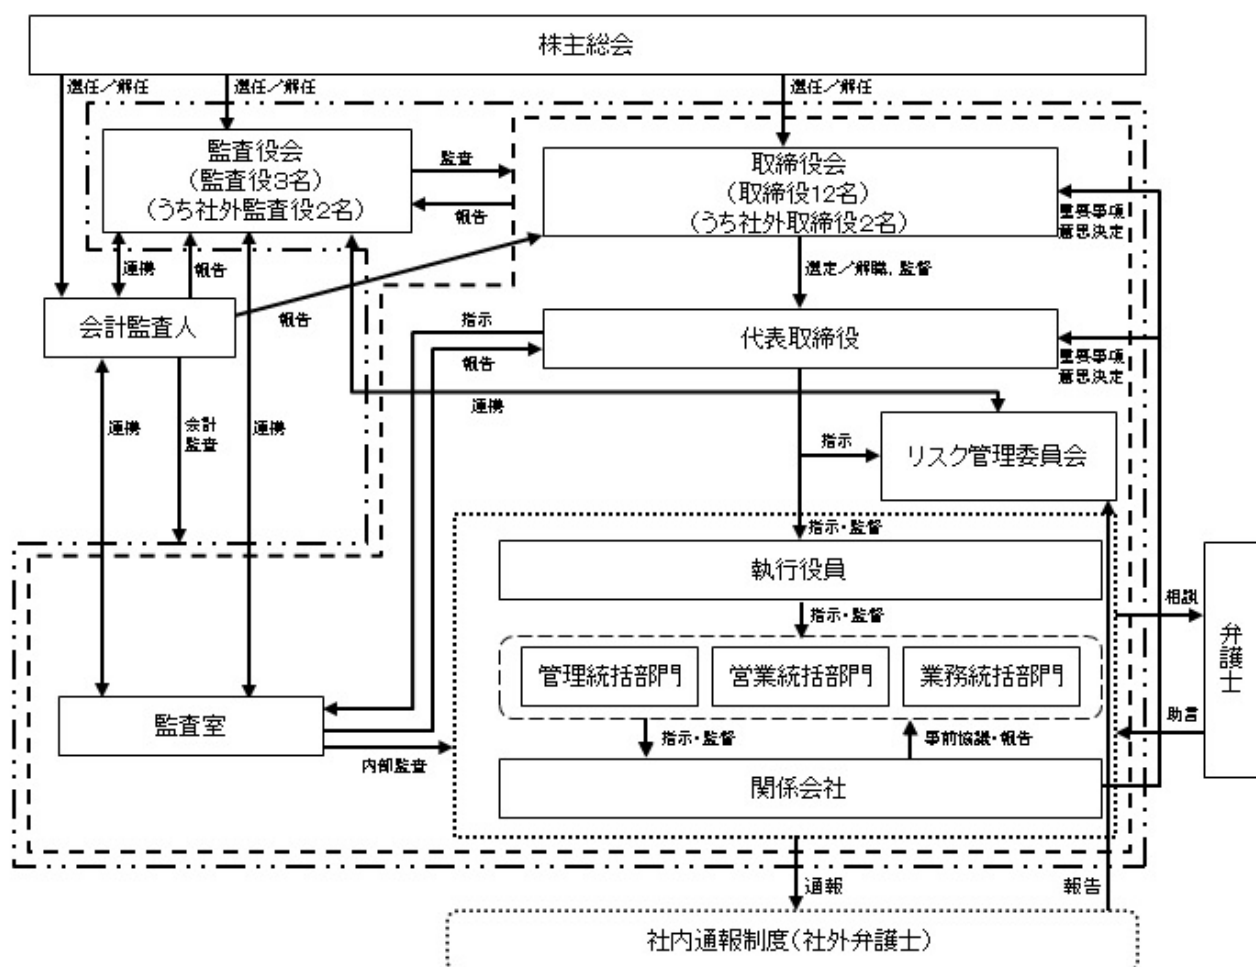 株主総会
選任／解任
選任／解任
選任／解任
監査役会
(監査役3名)
(うち社外監査役2名)
監査
報告
取締役会
(取締役12名)
(うち社外取締役2名)
重要事項
意思決定
連携
報告
選定／解職、監督
会計監査人
報告
指示
報告
代表取締役
重要事項
意思決定
連携
連携
会計
監査
連携
指示
リスク管理委員会
指示・監督
執行役員
指示・監督
相談
弁護士
管理統括部門
営業統括部門
業務統括部門
監査室
助言
指示・監督
事前協議・報告
内部監査
関係会社
通報
報告
社内通報制度(社外弁護士)